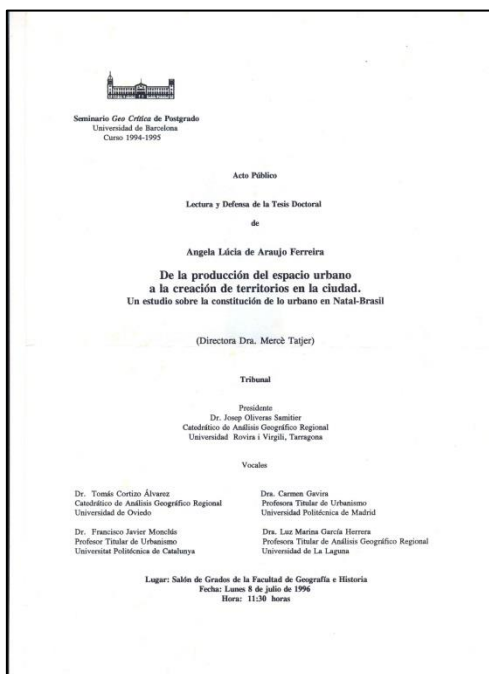 Seminario Geo Crítica de Postgrado
Universidad de Barcelona
Curso 1994-1995
Acto Público
Lectura y Defensa de la Tesis Doctoral
de
Angela Lúcia de Araujo Ferreira
De la producción del espacio urbano
a la creación de territorios en la ciudad.
Un estudio sobre la constitución de lo urbano en Natal-Brasil
(Directora Dra. Mercè Tatjer)
Tribunal
Presidente
Dr. Josep Oliveras Samitier
Catedrático de Análisis Geográfico Regional
Universidad Rovira i Virgili, Tarragona
Vocales
Dr. Tomás Cortizo Álvarez
Catedrático de Análisis Geográfico Regional
Universidad de Oviedo
Dra. Carmen Gavira
Profesora Titular de Urbanismo
Universidad Politécnica de Madrid
Dr. Francisco Javier Monclús
Profesor Titular de Urbanismo
Universitat Politécnica de Catalunya
Dra. Luz Marina García Herrera
Profesora Titular de Análisis Geográfico Regional
Universidad de La Laguna
Lugar: Salón de Grados de la Facultad de Geografía e Historia
Fecha: Lunes 8 de julio de 1996
Hora: 11:30 horas